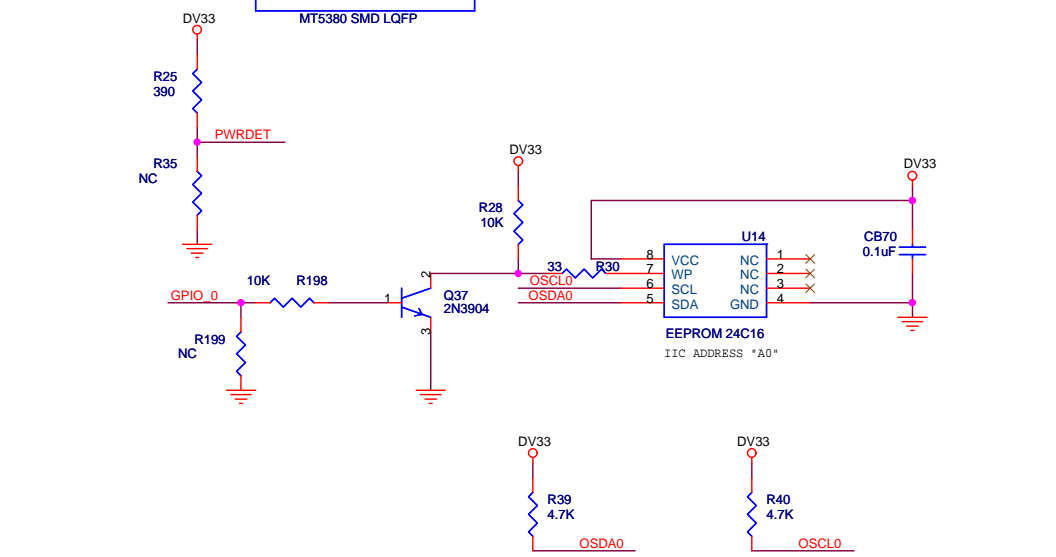 MT5380 SMD LQFP
DV33
R25
390
PWRDET
R35
NC
DV33
R28
10K
DV33
U14
CB70
0.1uF
33 R30
8 VCC NC 1
7 WP NC 2
OSCL0 6 SCL NC 3
OSDA0 5 SDA GND 4
EEPROM 24C16
IIC ADDRESS "A0"
10K R198
GPIO_0
1
2
3
Q37
2N3904
R199
NC
DV33
R39
4.7K
OSDA0
DV33
R40
4.7K
OSCL0